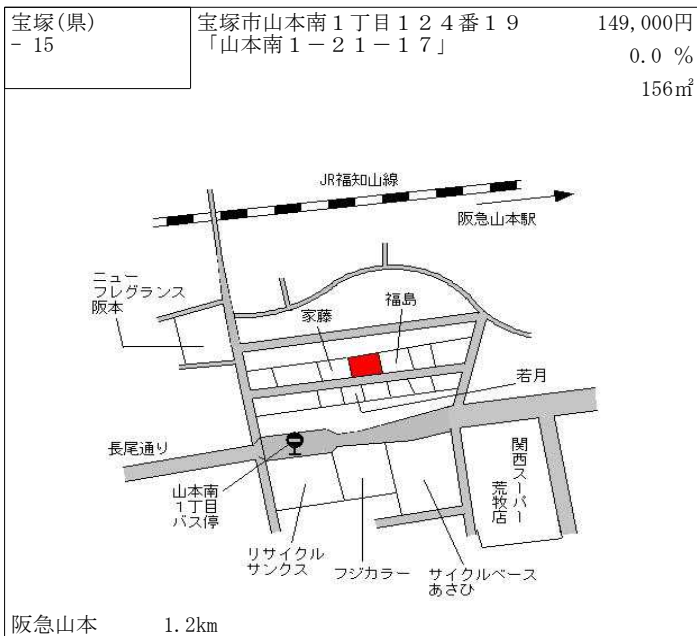 宝塚(県)
- 15
宝塚市山本南１丁目１２４番１９
「山本南１－２１－１７」
149,000円
0.0 %
156㎡
JR福知山線
阪急山本駅
ニュー
フレグランス
阪本
家藤
福島
若月
長尾通り
山本南
１丁目
バス停
関西スーパー
荒牧店
リサイクル
サンクス
フジカラー
サイクルベース
あさひ
阪急山本 1.2km